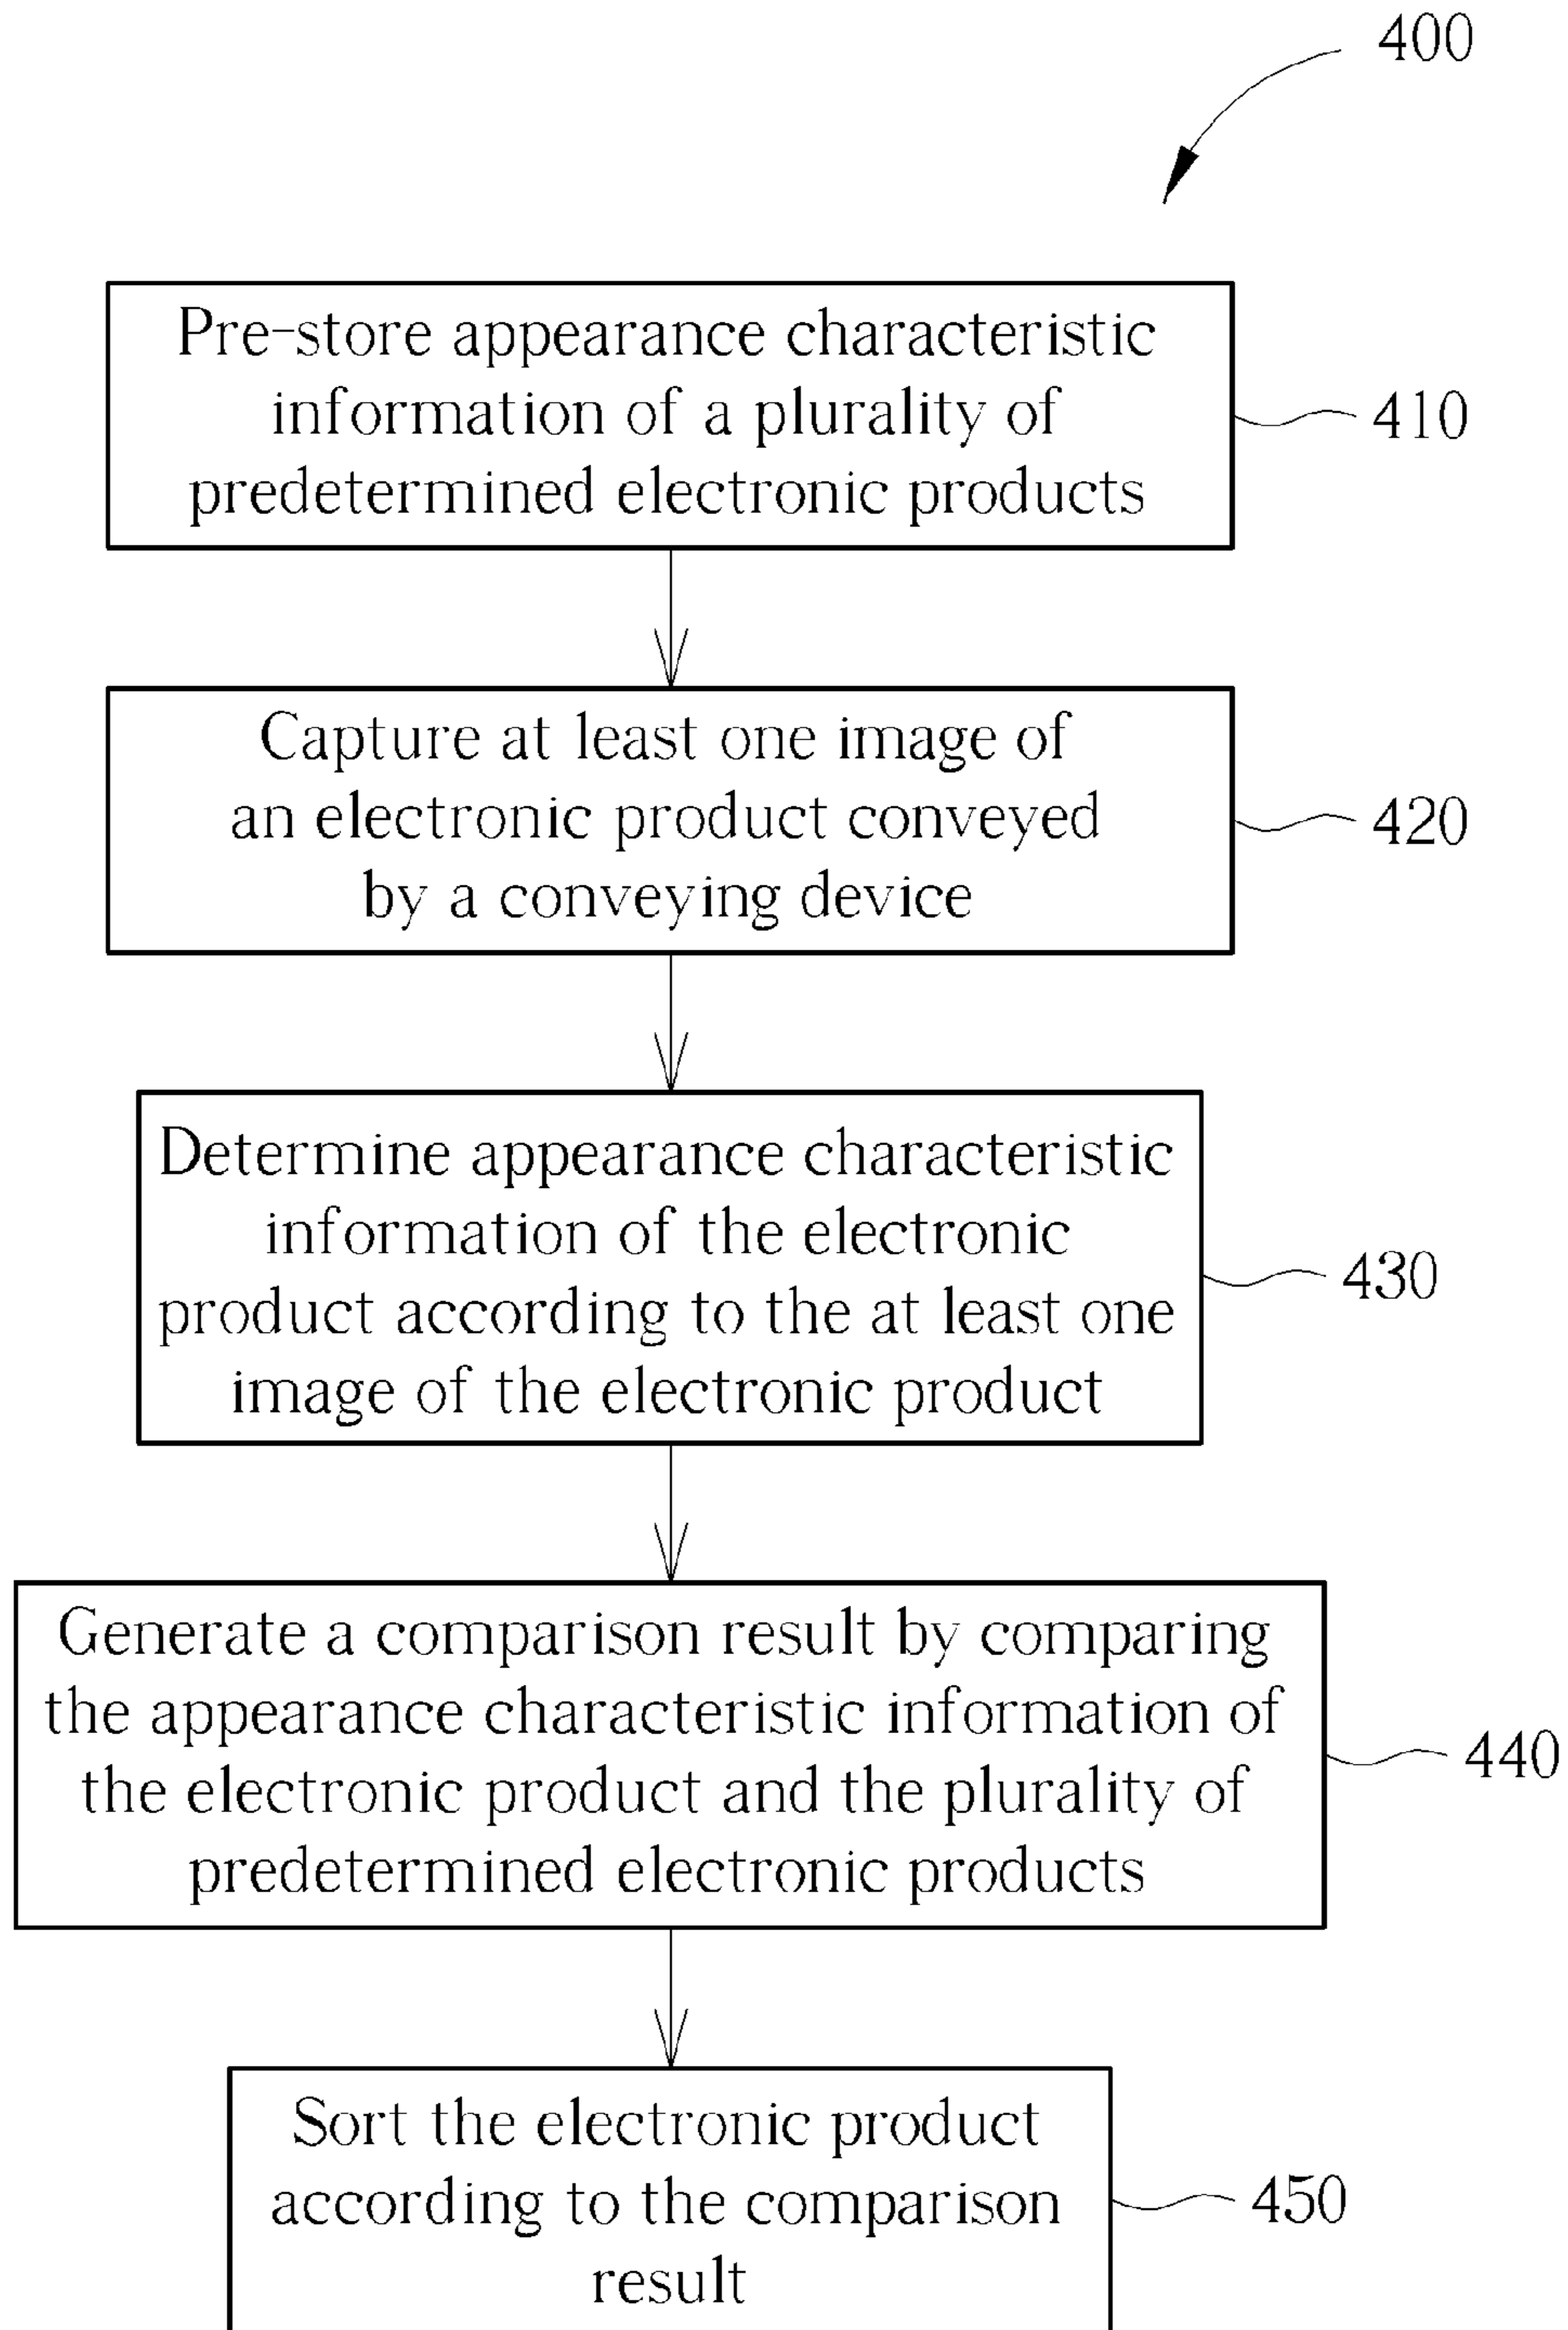 400
Pre-store appearance characteristic
information of a plurality of
predetermined electronic products
410
Capture at least one image of
an electronic product conveyed
by a conveying device
420
Determine appearance characteristic
information of the electronic
product according to the at least one
image of the electronic product
430
Generate a comparison result by comparing
the appearance characteristic information of
the electronic product and the plurality of
predetermined electronic products
440
Sort the electronic product
according to the comparison
result
450